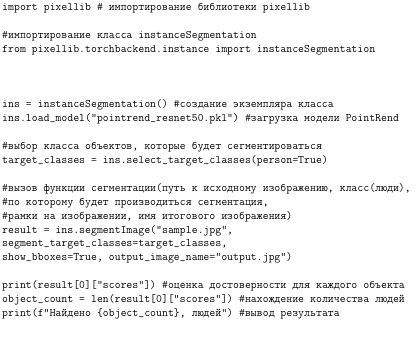 import pixellib # импортирование библиотеки pixellib
#импортирование класса instanceSegmentation
from pixellib.torchbackend.instance import instanceSegmentation
ins = instanceSegmentation() #создание экземпляра класса
ins.load_model("pointrend_resnet50.pkl") #загрузка модели PointRend
#выбор класса объектов, которые будет сегментироваться
target_classes = ins.select_target_classes(person=True)
#вызов функции сегментации(путь к исходному изображению, класс(люди),
#по которому будет производиться сегментация,
#рамки на изображении, имя итогового изображения)
result = ins.segmentImage("sample.jpg",
segment_target_classes=target_classes,
show_bboxes=True, output_image_name="output.jpg")
print(result[0]["scores"]) #оценка достоверности для каждого объекта
object_count = len(result[0]["scores"]) #нахождение количества людей
print(f"Найдено {object_count}, людей") #вывод результата